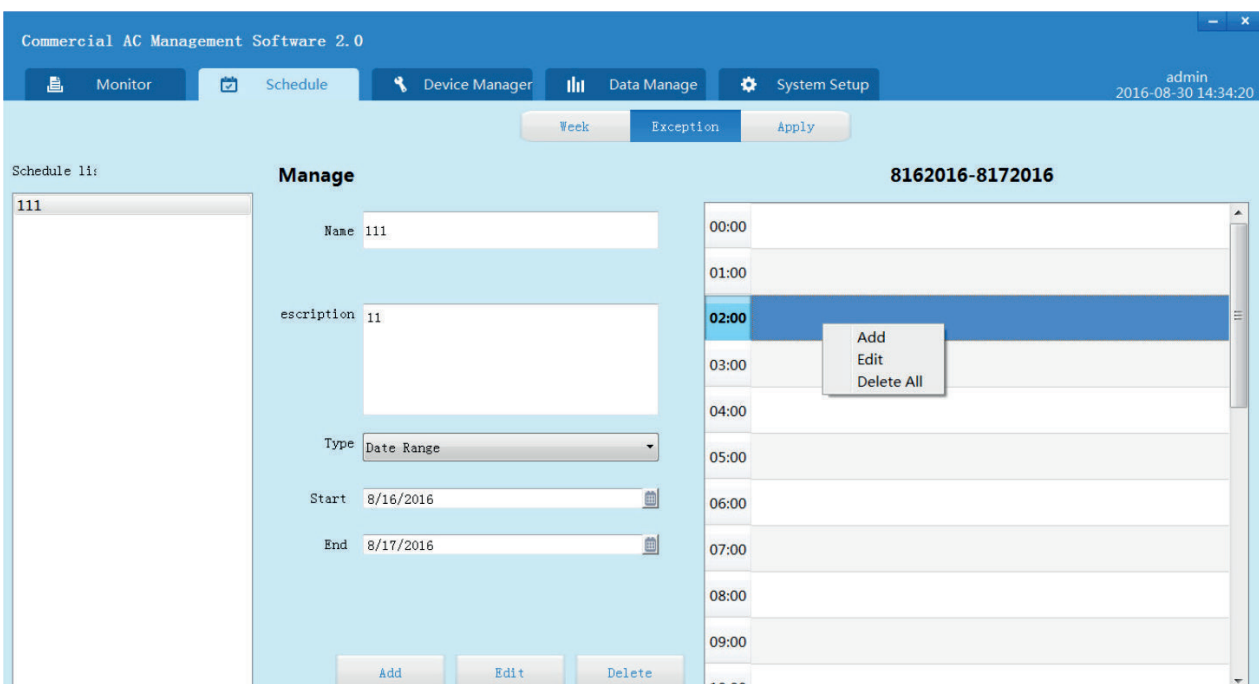 Commercial AC Management Software 2.0
Monitor Schedule Device Manager Data Manage System Setup
admin
2016-08-30 14:34:20
Week Exception Apply
Schedule li
111
Manage
Name 111
escription 11
Type Date Range
Start 8/16/2016
End 8/17/2016
Add Edit Delete
8162016-8172016
00:00
01:00
02:00
Add
Edit
Delete All
03:00
04:00
05:00
06:00
07:00
08:00
09:00